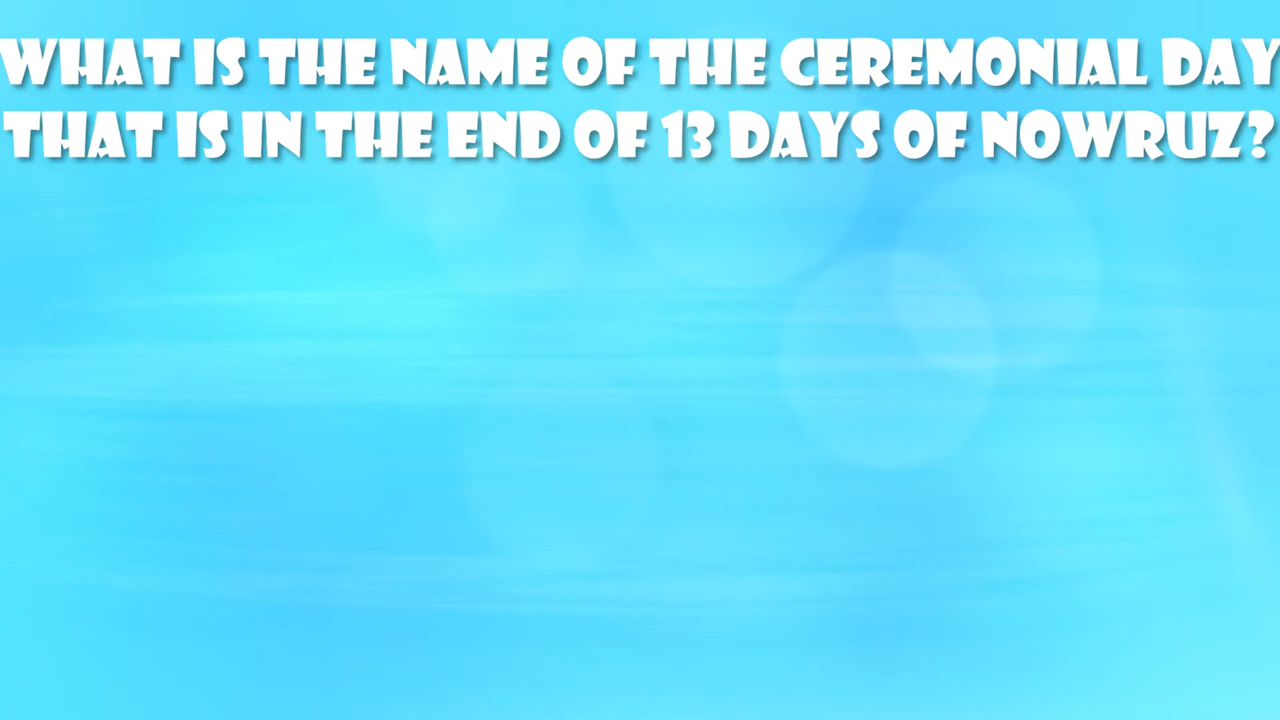 WHAT IS THE NAME OF THE CEREMONIAL DAY
THAT IS IN THE END OF 13 DAYS OF NOWRUZ?